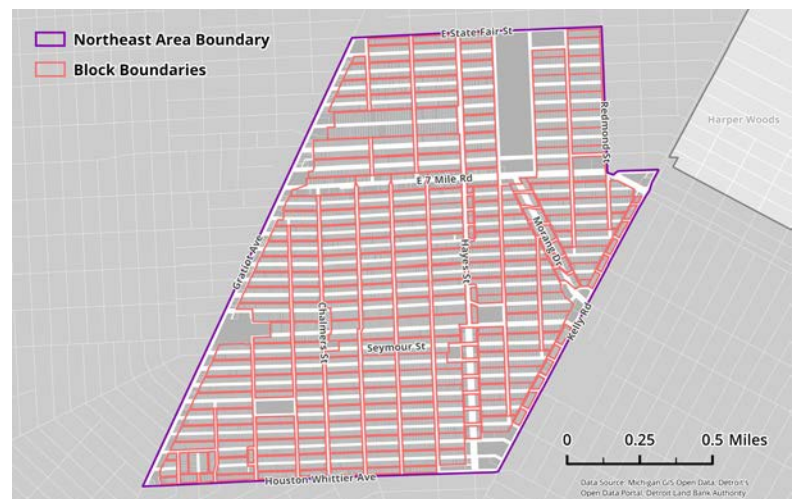 Northeast Area Boundary
Block Boundaries
E State Fair St
Redmond St
Harper Woods
E 7 Mile Rd
Morang Dr
Gratiot Ave
Hayes St
Chalmers St
Seymour St
Kelly Rd
Houston Whittier Ave
0 0.25 0.5 Miles
Data Source: Michigan GIS Open Data, Detroit's
Open Data Portal, Detroit Land Bank Authority